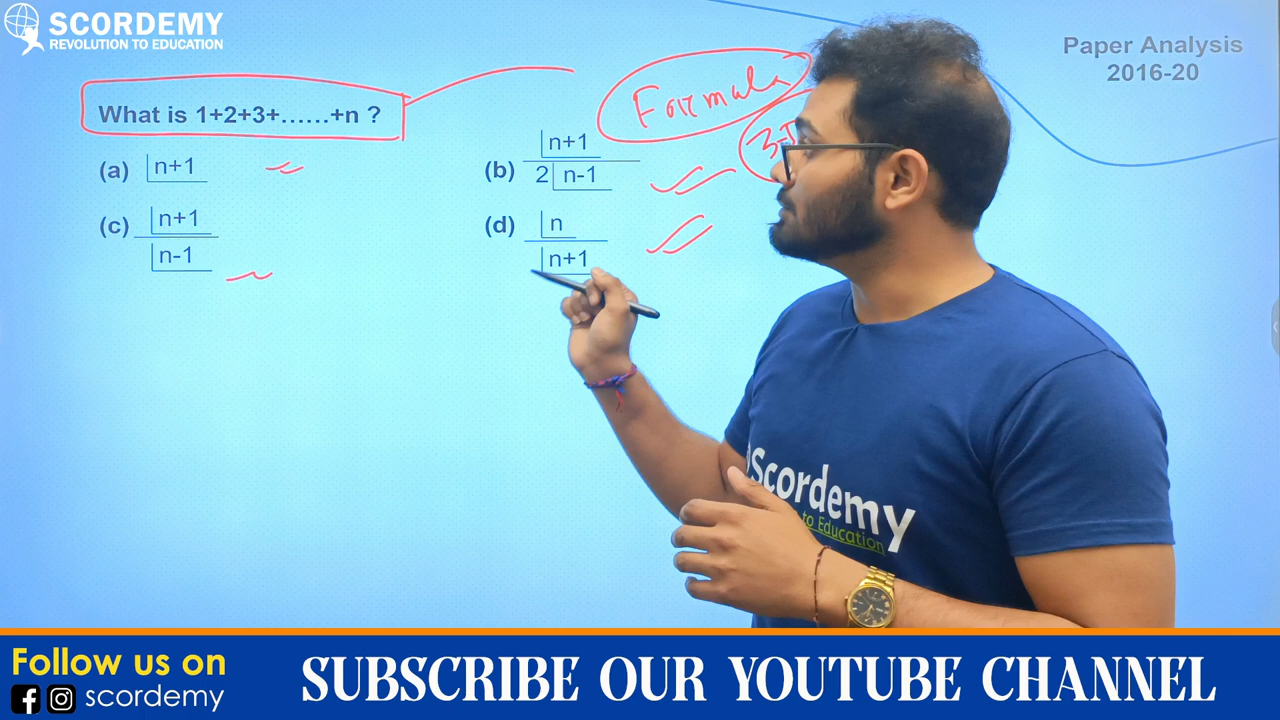 SCORDEMY
REVOLUTION TO EDUCATION
Paper Analysis
2016-20
Formula
What is 1+2+3+......+n ?
(a) n+1
(b) n+1
2 n-1
(c) n+1
n-1
(d) n
n+1
Scordemy
to Education
Follow us on
scordemy
SUBSCRIBE OUR YOUTUBE CHANNEL